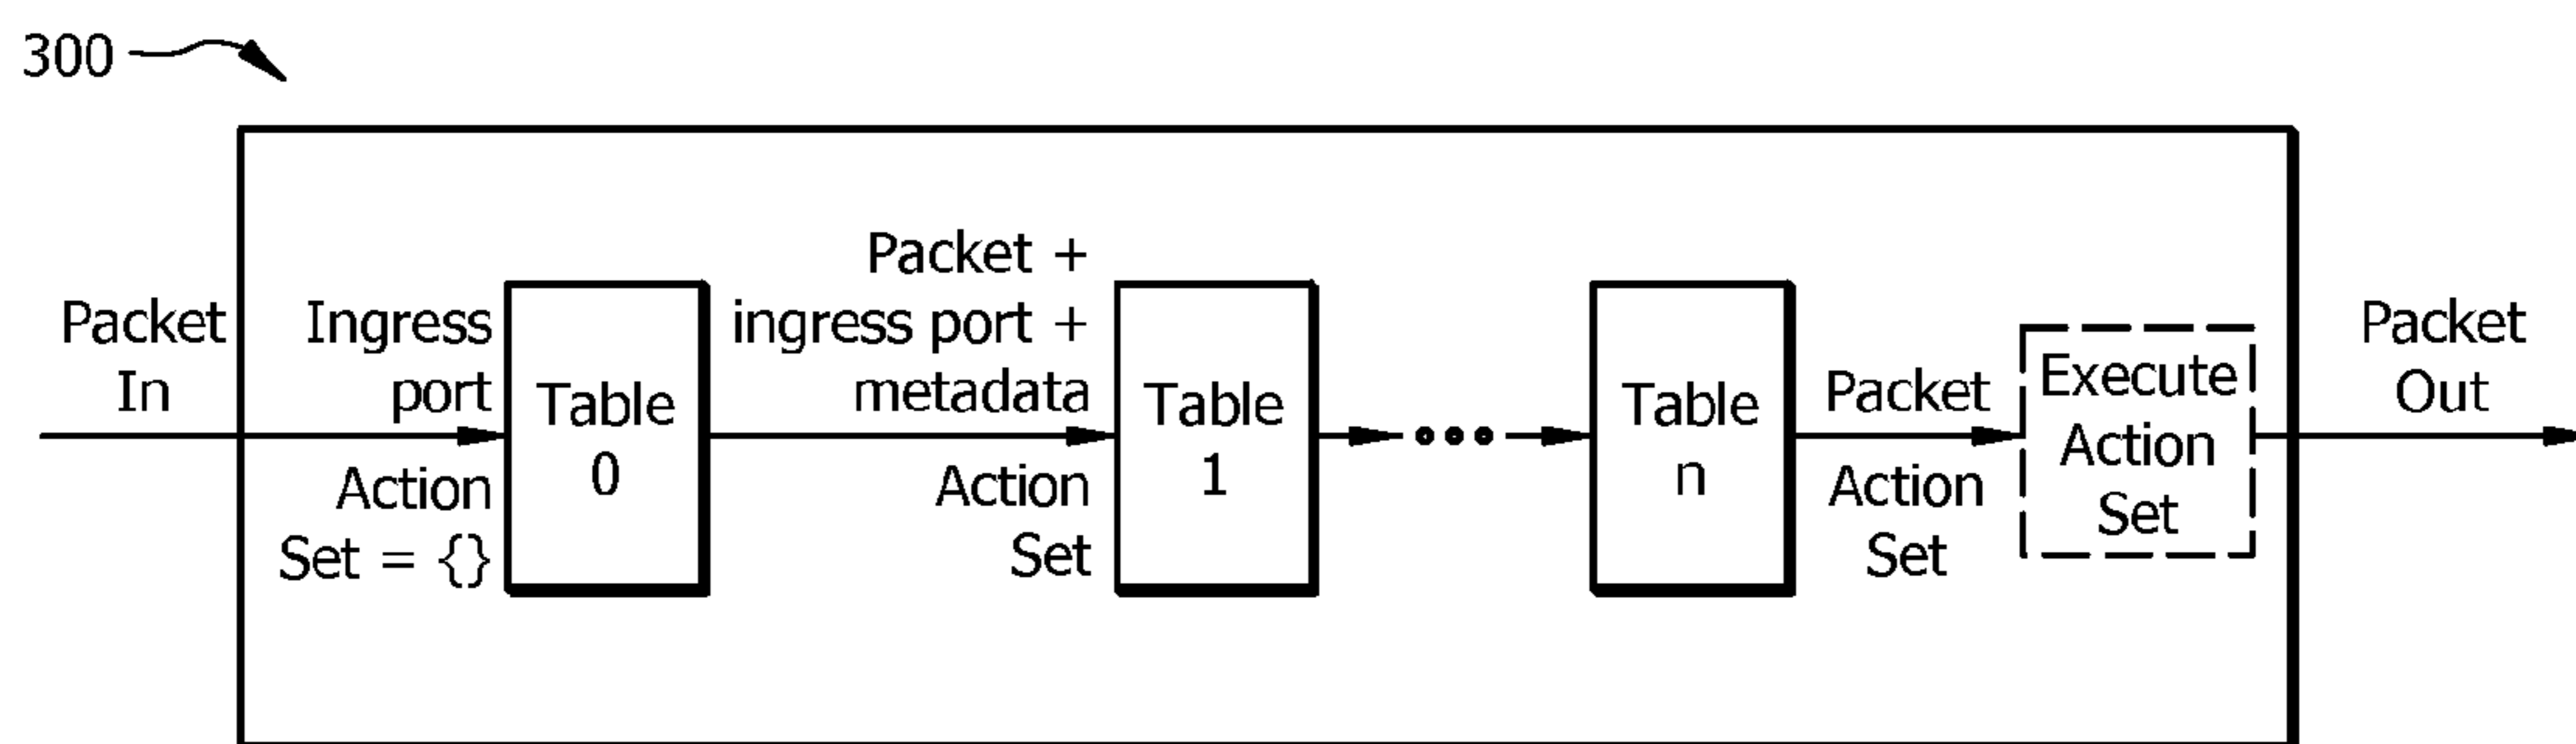 300
Packet
In
Ingress
port
Action
Set = {}
Table
0
Packet +
ingress port +
metadata
Action
Set
Table
1
Table
n
Packet
Action
Set
Execute
Action
Set
Packet
Out